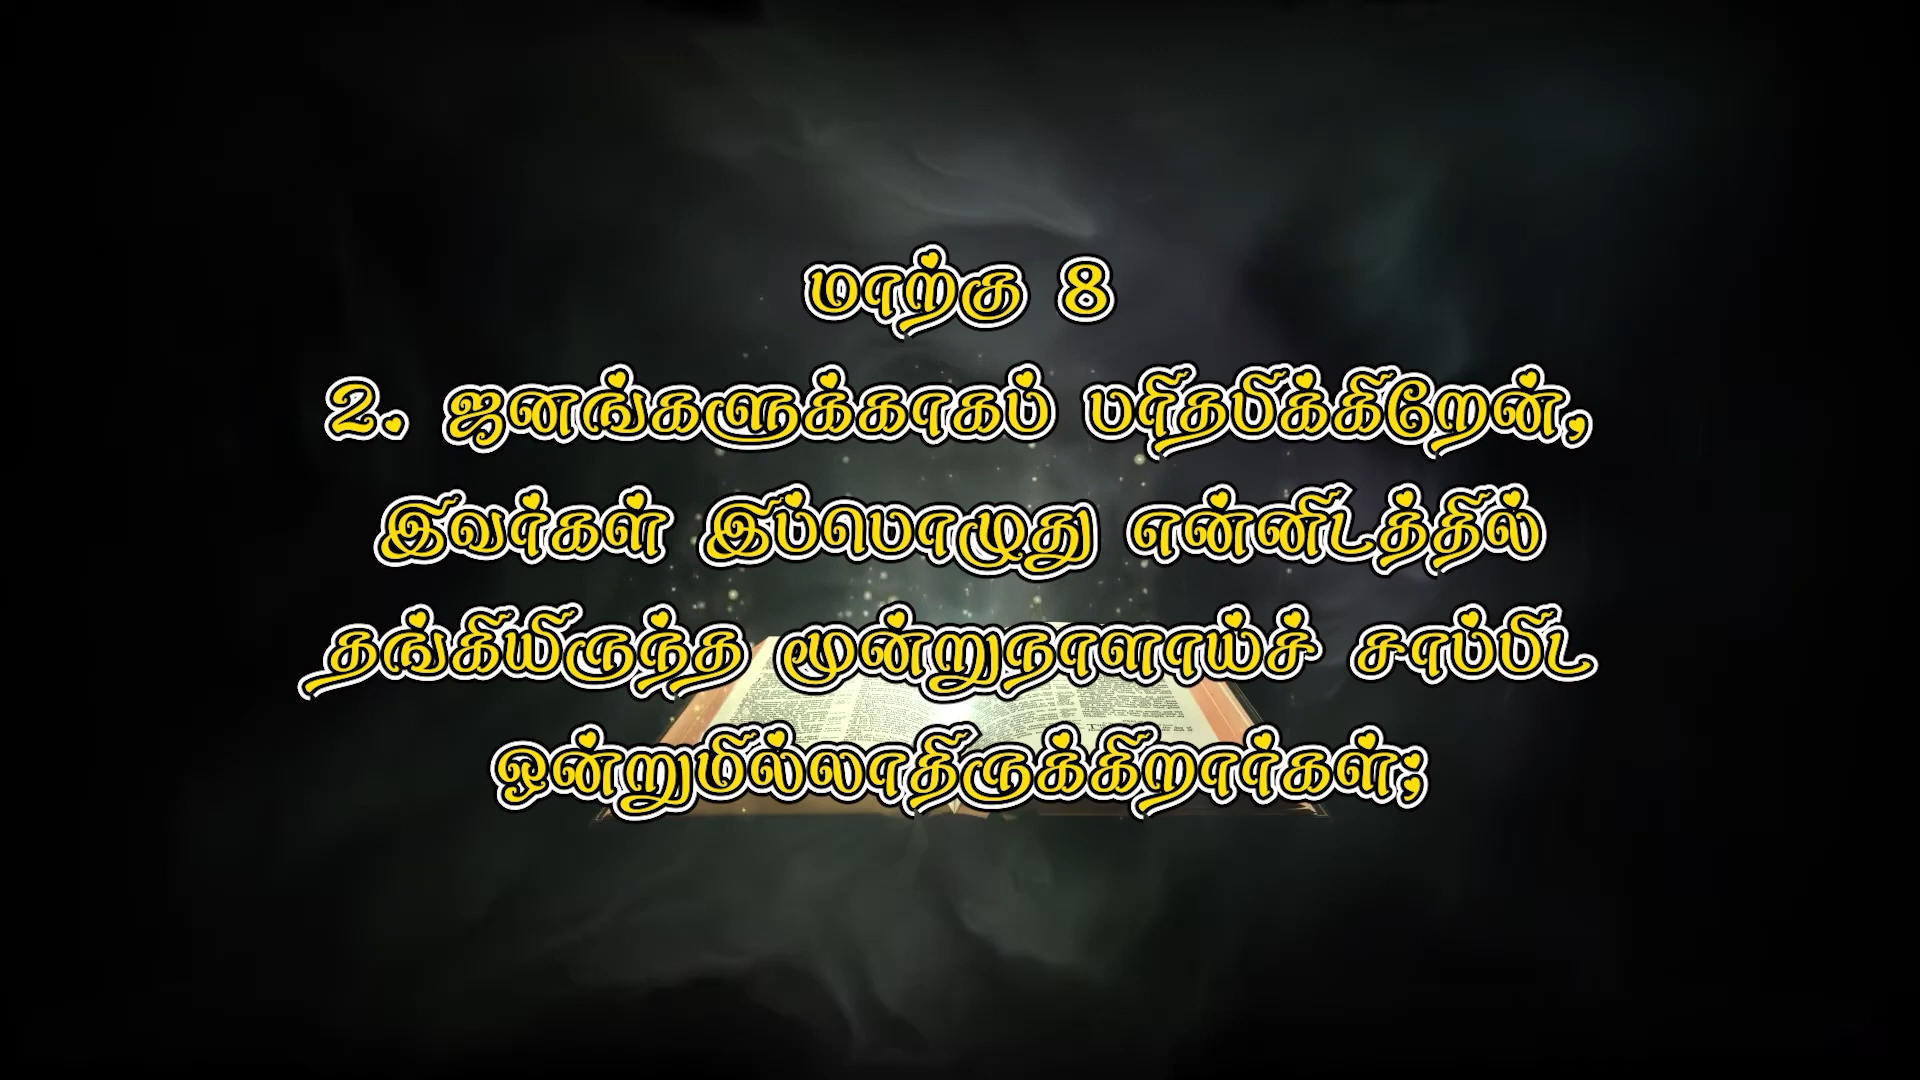 மாற்கு 8
2. ஜனங்களுக்காகப் பரிதபிக்கிறேன்,
இவர்கள் இப்பொழுது என்னிடத்தில்
தங்கியிருந்த மூன்றுநாளாய்ச் சாப்பிட
ஒன்றுமில்லாதிருக்கிறார்கள்;